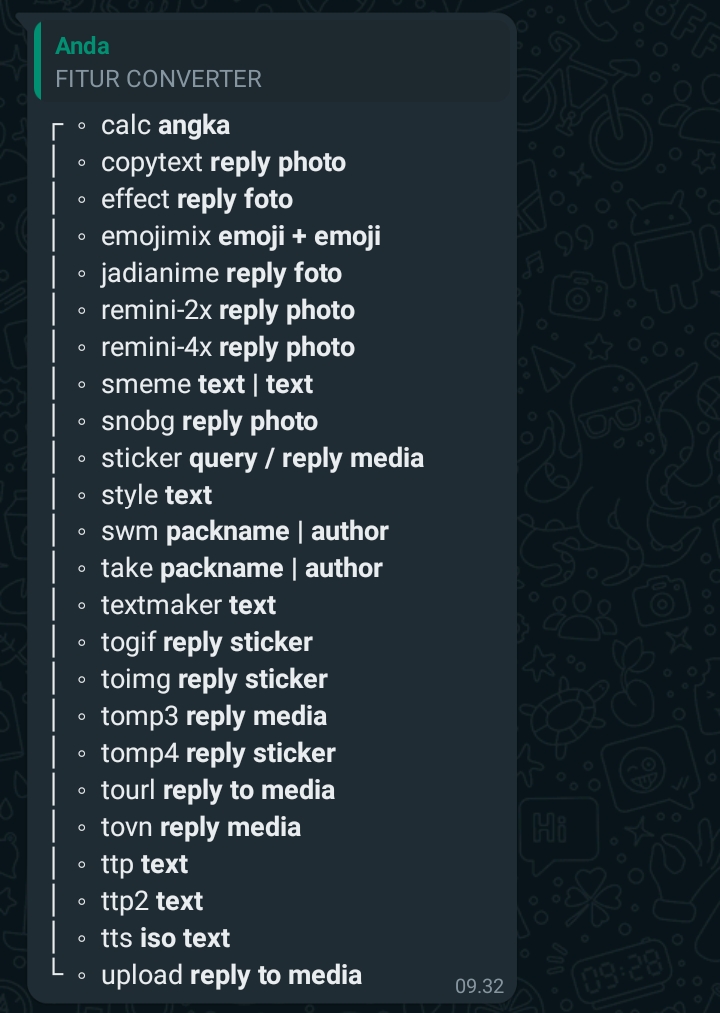 Anda
FITUR CONVERTER
┌ ◦ calc angka
│ ◦ copytext reply photo
│ ◦ effect reply foto
│ ◦ emojimix emoji + emoji
│ ◦ jadianime reply foto
│ ◦ remini-2x reply photo
│ ◦ remini-4x reply photo
│ ◦ smeme text | text
│ ◦ snobg reply photo
│ ◦ sticker query / reply media
│ ◦ style text
│ ◦ swm packname | author
│ ◦ take packname | author
│ ◦ textmaker text
│ ◦ togif reply sticker
│ ◦ toimg reply sticker
│ ◦ tomp3 reply media
│ ◦ tomp4 reply sticker
│ ◦ tourl reply to media
│ ◦ tovn reply media
│ ◦ ttp text
│ ◦ ttp2 text
│ ◦ tts iso text
└ ◦ upload reply to media
09.32
Hi
09:28